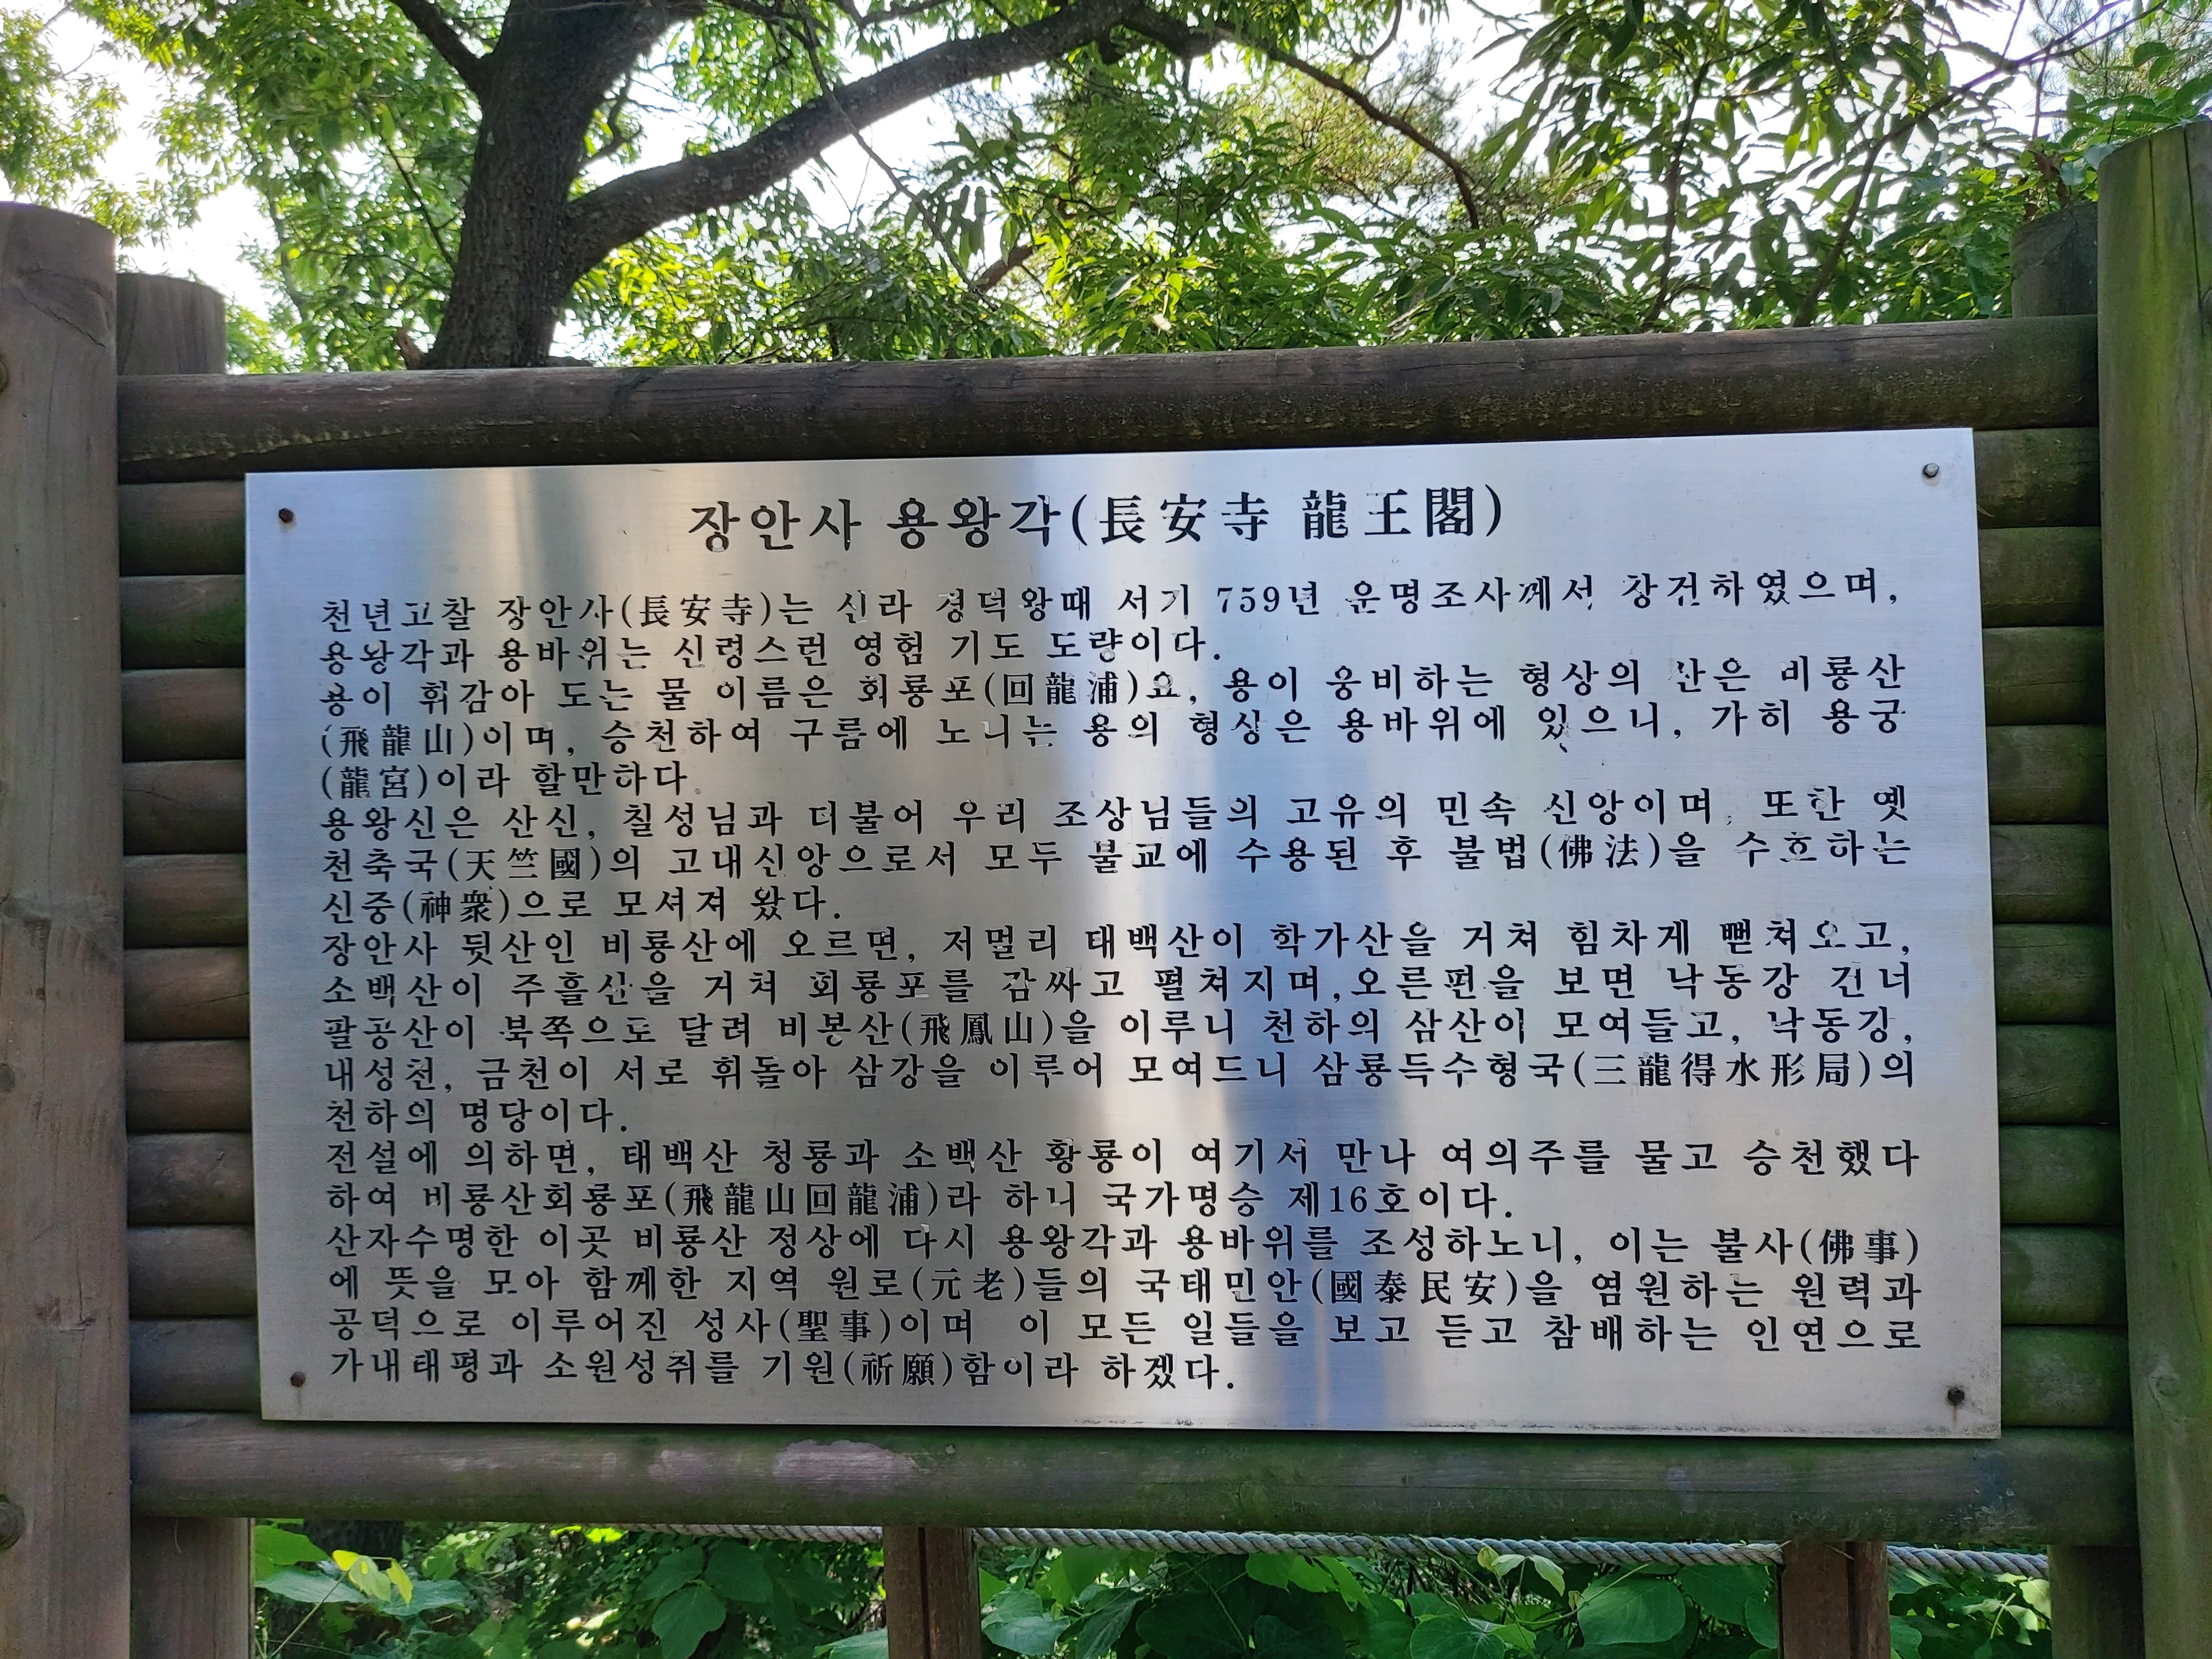 장안사 용왕각(長安寺 龍王閣)
천년고찰 장안사(長安寺)는 신라 경덕왕때 서기 759년 운명조사께서 창건하였으며,
용왕각과 용바위는 신령스런 영험 기도 도량이다.
용이 휘감아 도는 물 이름은 회룡포(回龍浦)요, 용이 웅비하는 형상의 산은 비룡산
(飛龍山)이며, 승천하여 구름에 노니는 용의 형상은 용바위에 있으니, 가히 용궁
(龍宮)이라 할만하다.
용왕신은 산신, 칠성님과 더불어 우리 조상님들의 고유의 민속 신앙이며, 또한 옛
천축국(天竺國)의 고대신앙으로서 모두 불교에 수용된 후 불법(佛法)을 수호하는
신중(神衆)으로 모셔져 왔다.
장안사 뒷산인 비룡산에 오르면, 저멀리 태백산이 학가산을 거쳐 힘차게 뻗쳐오고,
소백산이 주흘산을 거쳐 회룡포를 감싸고 펼쳐지며,오른편을 보면 낙동강 건너
팔공산이 북쪽으로 달려 비봉산(飛鳳山)을 이루니 천하의 삼산이 모여들고, 낙동강,
내성천, 금천이 서로 휘돌아 삼강을 이루어 모여드니 삼룡득수형국(三龍得水形局)의
천하의 명당이다.
전설에 의하면, 태백산 청룡과 소백산 황룡이 여기서 만나 여의주를 물고 승천했다
하여 비룡산회룡포(飛龍山回龍浦)라 하니 국가명승 제16호이다.
산자수명한 이곳 비룡산 정상에 다시 용왕각과 용바위를 조성하노니, 이는 불사(佛事)
에 뜻을 모아 함께한 지역 원로(元老)들의 국태민안(國泰民安)을 염원하는 원력과
공덕으로 이루어진 성사(聖事)이며 이 모든 일들을 보고 듣고 참배하는 인연으로
가내태평과 소원성취를 기원(祈願)함이라 하겠다.